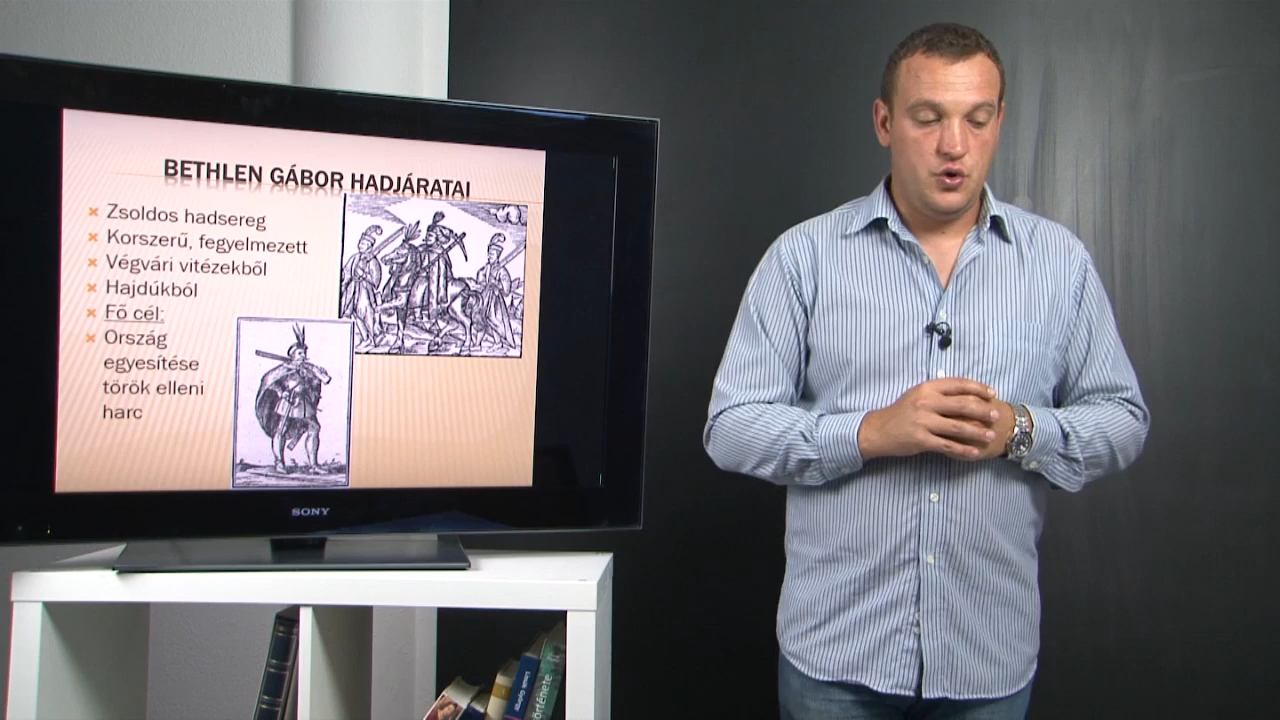 BETHLEN GÁBOR HADJÁRATAI
Zsoldos hadsereg
Korszerű, fegyelmezett
Végvári vitézekből
Hajdúkból
Fő cél:
Ország
egyesítése
török elleni
harc
SONY